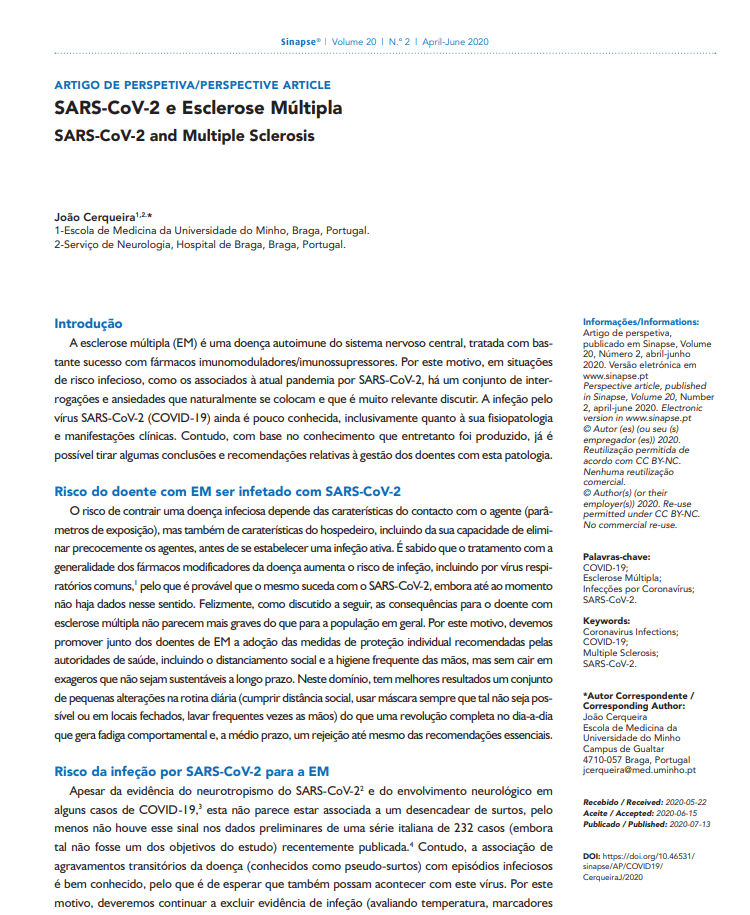 Sinapse® | Volume 20 | N.º 2 | April-June 2020
ARTIGO DE PERSPETIVA/PERSPECTIVE ARTICLE
SARS-CoV-2 e Esclerose Múltipla
SARS-CoV-2 and Multiple Sclerosis
João Cerqueira1,2,*
1-Escola de Medicina da Universidade do Minho, Braga, Portugal.
2-Serviço de Neurologia, Hospital de Braga, Braga, Portugal.
Introdução
A esclerose múltipla (EM) é uma doença autoimune do sistema nervoso central, tratada com bas-
tante sucesso com fármacos imunomoduladores/imunossupressores. Por este motivo, em situações
de risco infecioso, como os associados à atual pandemia por SARS-CoV-2, há um conjunto de inter-
rogações e ansiedades que naturalmente se colocam e que é muito relevante discutir. A infeção pelo
vírus SARS-CoV-2 (COVID-19) ainda é pouco conhecida, inclusivamente quanto à sua fisiopatologia
e manifestações clínicas. Contudo, com base no conhecimento que entretanto foi produzido, já é
possível tirar algumas conclusões e recomendações relativas à gestão dos doentes com esta patologia.
Risco do doente com EM ser infetado com SARS-CoV-2
O risco de contrair uma doença infeciosa depende das caraterísticas do contacto com o agente (parâ-
metros de exposição), mas também de caraterísticas do hospedeiro, incluindo da sua capacidade de elimi-
nar precocemente os agentes, antes de se estabelecer uma infeção ativa. É sabido que o tratamento com a
generalidade dos fármacos modificadores da doença aumenta o risco de infeção, incluindo por vírus respi-
ratórios comuns,1 pelo que é provável que o mesmo suceda com o SARS-CoV-2, embora até ao momento
não haja dados nesse sentido. Felizmente, como discutido a seguir, as consequências para o doente com
esclerose múltipla não parecem mais graves do que para a população em geral. Por este motivo, devemos
promover junto dos doentes de EM a adoção das medidas de proteção individual recomendadas pelas
autoridades de saúde, incluindo o distanciamento social e a higiene frequente das mãos, mas sem cair em
exageros que não sejam sustentáveis a longo prazo. Neste domínio, tem melhores resultados um conjunto
de pequenas alterações na rotina diária (cumprir distância social, usar máscara sempre que tal não seja pos-
sível ou em locais fechados, lavar frequentes vezes as mãos) do que uma revolução completa no dia-a-dia
que gera fadiga comportamental e, a médio prazo, um rejeição até mesmo das recomendações essenciais.
Risco da infeção por SARS-CoV-2 para a EM
Apesar da evidência do neurotropismo do SARS-CoV-22 e do envolvimento neurológico em
alguns casos de COVID-19,3 esta não parece estar associada a um desencadear de surtos, pelo
menos não houve esse sinal nos dados preliminares de uma série italiana de 232 casos (embora
tal não fosse um dos objetivos do estudo) recentemente publicada.4 Contudo, a associação de
agravamentos transitórios da doença (conhecidos como pseudo-surtos) com episódios infeciosos
é bem conhecido, pelo que é de esperar que também possam acontecer com este vírus. Por este
motivo, deveremos continuar a excluir evidência de infeção (avaliando temperatura, marcadores
Informações/Informations:
Artigo de perspetiva,
publicado em Sinapse, Volume
20, Número 2, abril-junho
2020. Versão eletrónica em
www.sinapse.pt
Perspective article, published
in Sinapse, Volume 20, Number
2, april-june 2020. Electronic
version in www.sinapse.pt
© Autor (es) (ou seu (s)
empregador (es)) 2020.
Reutilização permitida de
acordo com CC BY-NC.
Nenhuma reutilização
comercial.
© Author(s) (or their
employer(s)) 2020. Re-use
permitted under CC BY-NC.
No commercial re-use.
Palavras-chave:
COVID-19;
Esclerose Múltipla;
Infecções por Coronavírus;
SARS-CoV-2.
Keywords:
Coronavirus Infections;
COVID-19;
Multiple Sclerosis;
SARS-CoV-2.
*Autor Correspondente /
Corresponding Author:
João Cerqueira
Escola de Medicina da
Universidade do Minho
Campus de Gualtar
4710-057 Braga, Portugal
jcerqueira@med.uminho.pt
Recebido / Received: 2020-05-22
Aceite / Accepted: 2020-06-15
Publicado / Published: 2020-07-13
DOI: https://doi.org/10.46531/
sinapse/AP/COVID19/
CerqueiraJ/2020